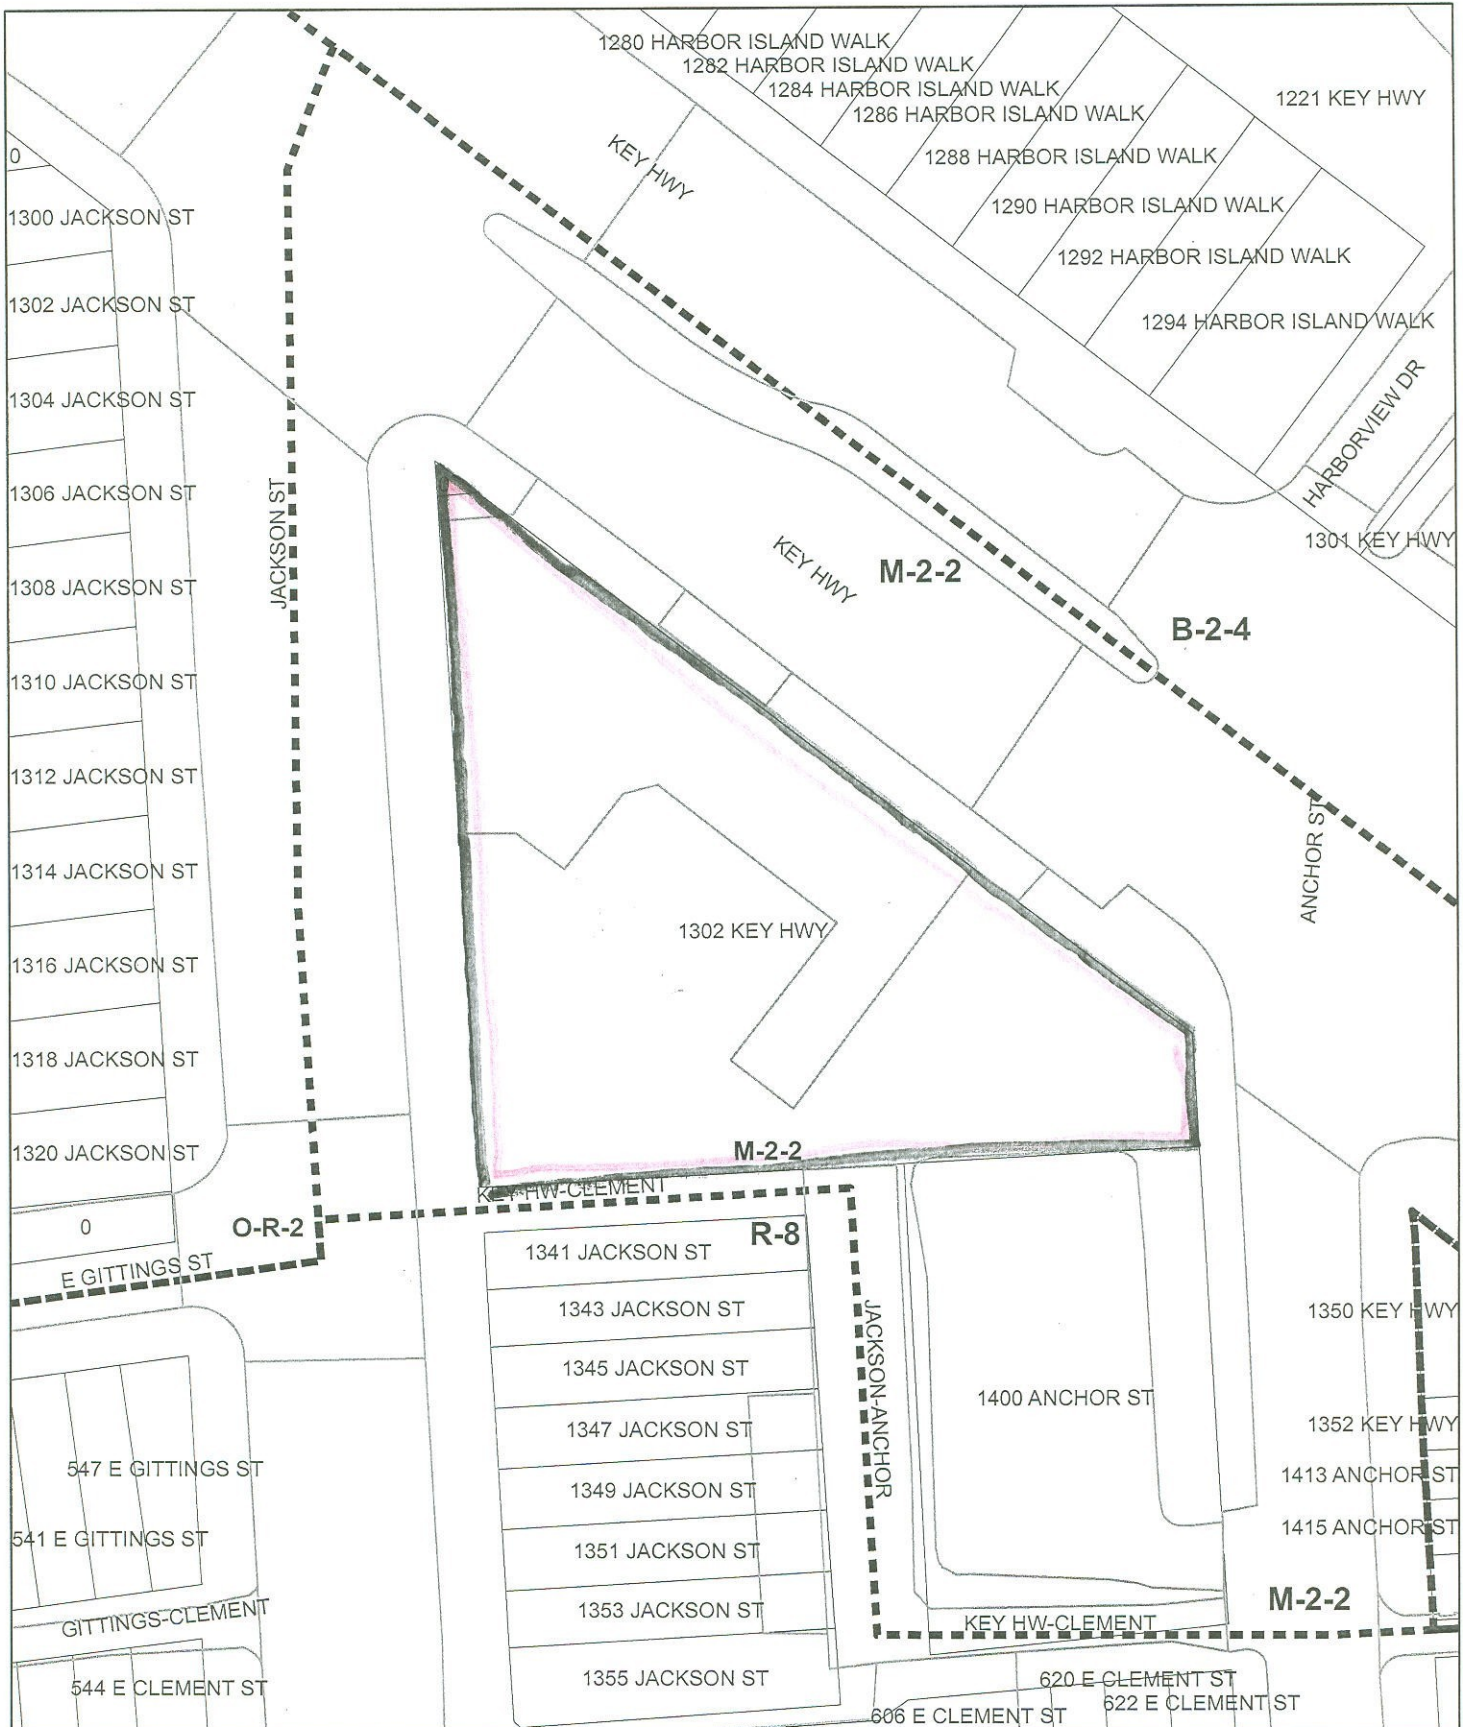 1280 HARBOR ISLAND WALK
1282 HARBOR ISLAND WALK
1284 HARBOR ISLAND WALK
1221 KEY HWY
1286 HARBOR ISLAND WALK
KEY HWY
0
1288 HARBOR ISLAND WALK
1290 HARBOR ISLAND WALK
1300 JACKSON ST
1292 HARBOR ISLAND WALK
1302 JACKSON ST
1294 HARBOR ISLAND WALK
1304 JACKSON ST
HARBORVIEW DR
1306 JACKSON ST
JACKSON ST
1301 KEY HWY
KEY HWY
M-2-2
1308 JACKSON ST
B-2-4
1310 JACKSON ST
1312 JACKSON ST
ANCHOR ST
1314 JACKSON ST
1302 KEY HWY
1316 JACKSON ST
1318 JACKSON ST
1320 JACKSON ST
M-2-2
KEY HW-CLEMENT
0
O-R-2
R-8
1341 JACKSON ST
E GITTINGS ST
1343 JACKSON ST
1350 KEY HWY
1345 JACKSON ST
JACKSON-ANCHOR
1400 ANCHOR ST
1347 JACKSON ST
1352 KEY HWY
547 E GITTINGS ST
1413 ANCHOR ST
1349 JACKSON ST
1415 ANCHOR ST
541 E GITTINGS ST
1351 JACKSON ST
M-2-2
GITTINGS-CLEMENT
1353 JACKSON ST
KEY HW-CLEMENT
1355 JACKSON ST
620 E CLEMENT ST
544 E CLEMENT ST
622 E CLEMENT ST
606 E CLEMENT ST